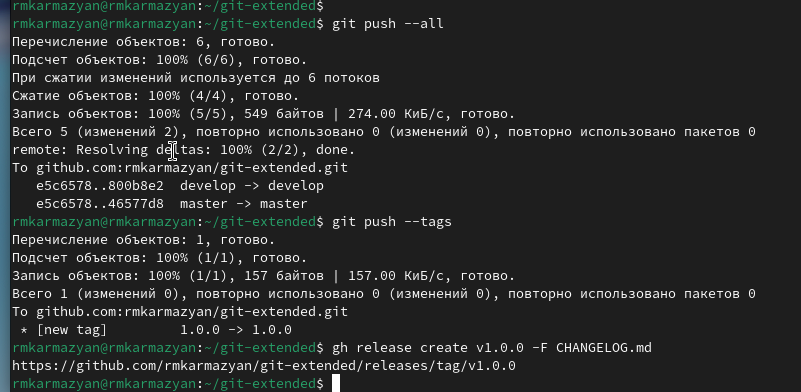 rmkarmazyan@rmkarmazyan:~/git-extended$
rmkarmazyan@rmkarmazyan:~/git-extended$ git push --all
Перечисление объектов: 6, готово.
Подсчет объектов: 100% (6/6), готово.
При сжатии изменений используется до 6 потоков
Сжатие объектов: 100% (4/4), готово.
Запись объектов: 100% (5/5), 549 байтов | 274.00 КиБ/с, готово.
Всего 5 (изменений 2), повторно использовано 0 (изменений 0), повторно использовано пакетов 0
remote: Resolving deltas: 100% (2/2), done.
To github.com:rmkarmazyan/git-extended.git
   e5c6578..800b8e2  develop -> develop
   e5c6578..46577d8  master -> master
rmkarmazyan@rmkarmazyan:~/git-extended$ git push --tags
Перечисление объектов: 1, готово.
Подсчет объектов: 100% (1/1), готово.
Запись объектов: 100% (1/1), 157 байтов | 157.00 КиБ/с, готово.
Всего 1 (изменений 0), повторно использовано 0 (изменений 0), повторно использовано пакетов 0
To github.com:rmkarmazyan/git-extended.git
 * [new tag]         1.0.0 -> 1.0.0
rmkarmazyan@rmkarmazyan:~/git-extended$ gh release create v1.0.0 -F CHANGELOG.md
https://github.com/rmkarmazyan/git-extended/releases/tag/v1.0.0
rmkarmazyan@rmkarmazyan:~/git-extended$